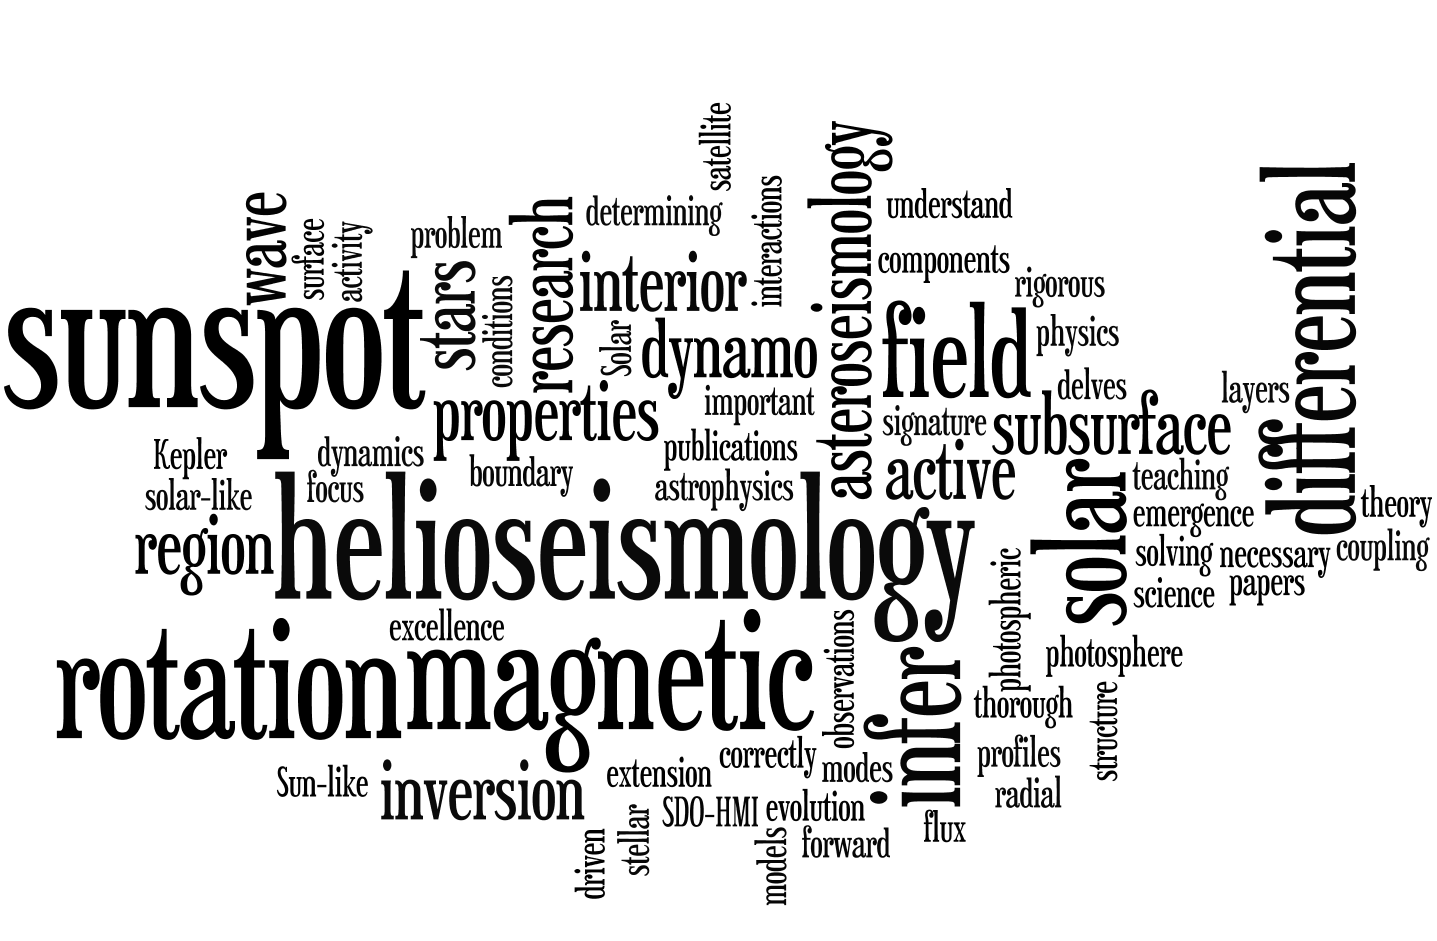 satellite
wave
surface
activity
problem
research
determining
interactions
asteroseismology
understand
differential
sunspot
stars
conditions
interior
components
rigorous
Solar
dynamo
field
physics
properties
important
delves
layers
signature
subsurface
Kepler
dynamics
boundary
publications
active
solar
teaching
solar-like
focus
astrophysics
theory
region
helioseismology
emergence
solving
necessary
coupling
science
papers
photospheric
excellence
rotation
magnetic
observations
infer
photosphere
thorough
structure
Sun-like
inversion
extension
correctly
modes
profiles
radial
SDO-HMI
evolution
flux
driven
stellar
models
forward